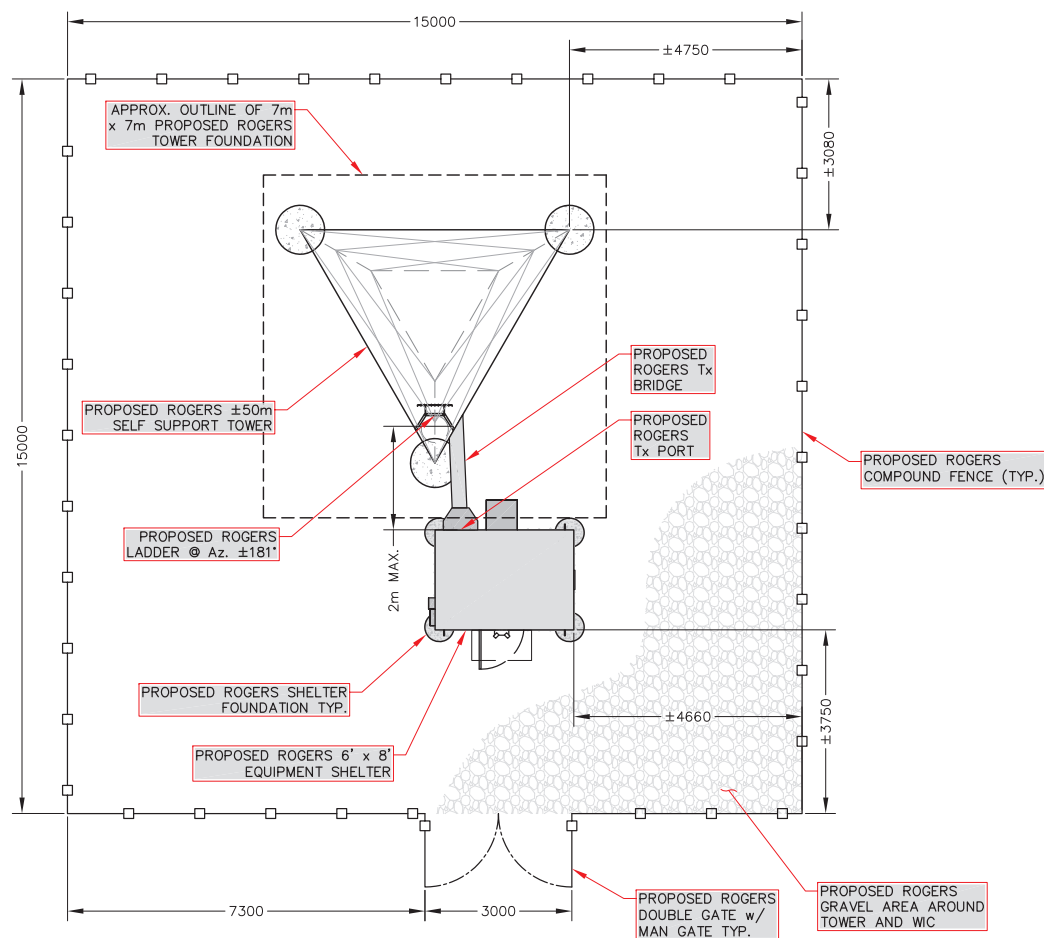 15000
±4750
APPROX. OUTLINE OF 7m
x 7m PROPOSED ROGERS
TOWER FOUNDATION
±3080
15000
PROPOSED
ROGERS Tx
BRIDGE
PROPOSED ROGERS ±50m
SELF SUPPORT TOWER
PROPOSED
ROGERS
Tx PORT
PROPOSED ROGERS
COMPOUND FENCE (TYP.)
PROPOSED ROGERS
LADDER @ Az. ±181°
2m MAX.
PROPOSED ROGERS SHELTER
FOUNDATION TYP.
±4660
±3750
PROPOSED ROGERS 6' x 8'
EQUIPMENT SHELTER
7300
3000
PROPOSED ROGERS
DOUBLE GATE w/
MAN GATE TYP.
PROPOSED ROGERS
GRAVEL AREA AROUND
TOWER AND WIC